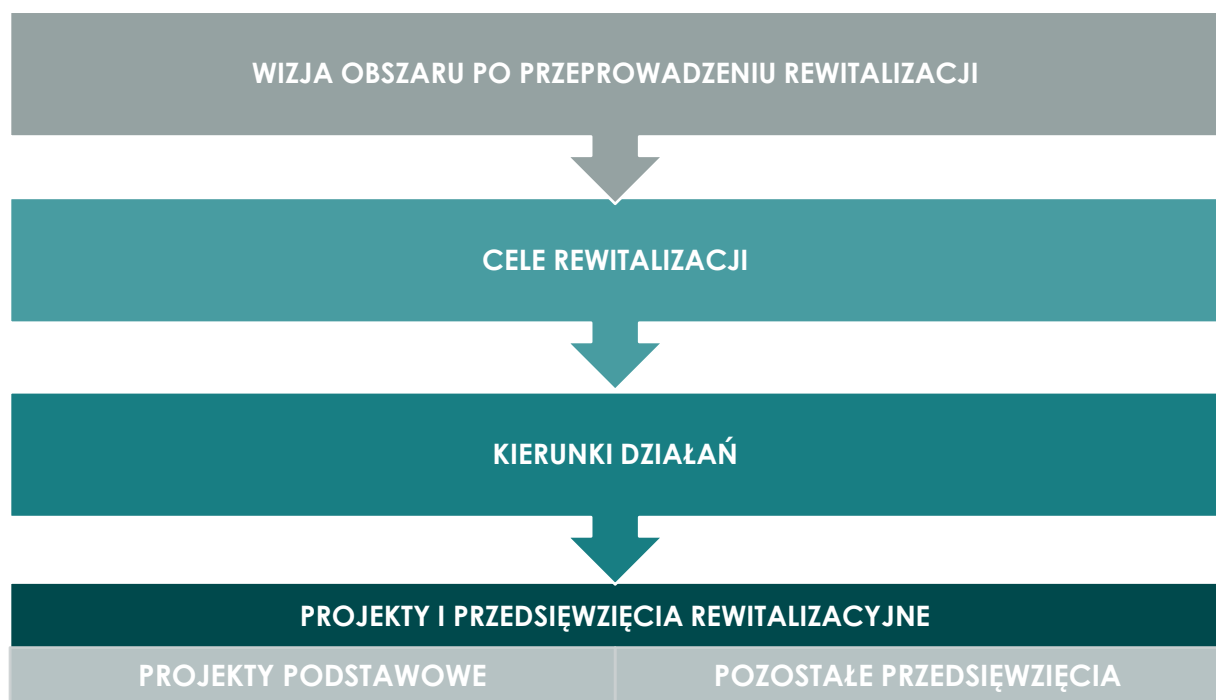 WIZJA OBSZARU PO PRZEPROWADZENIU REWITALIZACJI
CELE REWITALIZACJI
KIERUNKI DZIAŁAŃ
PROJEKTY I PRZEDSIĘWZIĘCIA REWITALIZACYJNE
PROJEKTY PODSTAWOWE
POZOSTAŁE PRZEDSIĘWZIĘCIA